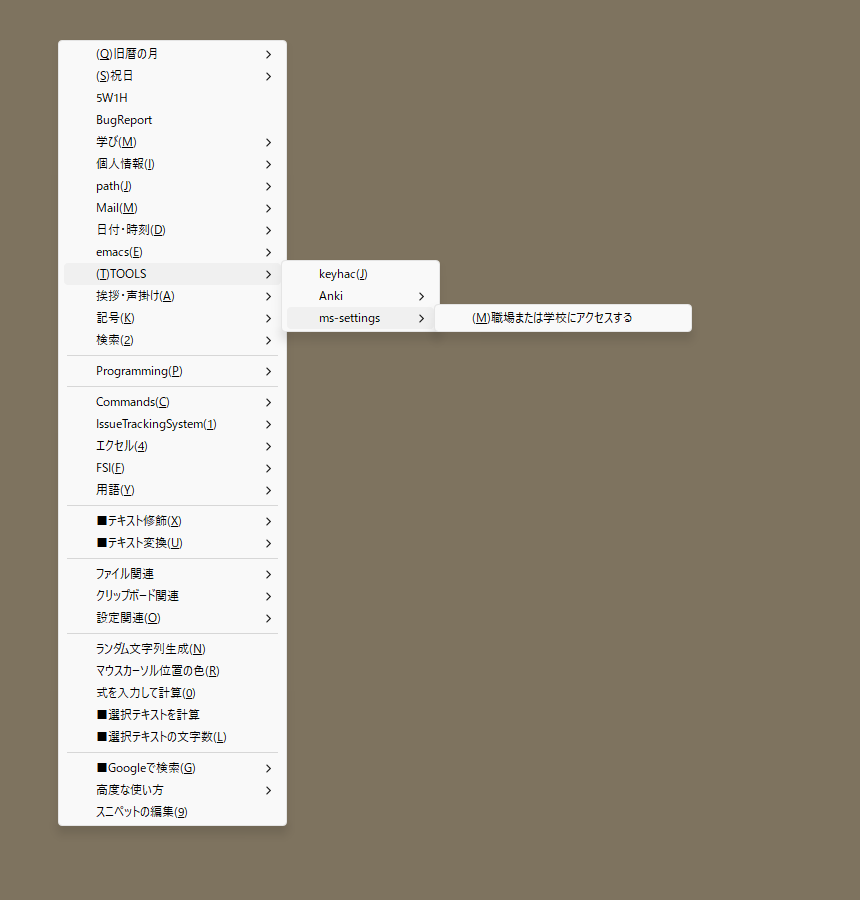 (Q)旧暦の月
(S)祝日
5W1H
BugReport
学び(M)
個人情報(I)
path(J)
Mail(M)
日付・時刻(D)
emacs(E)
(T)TOOLS
挨拶・声掛け(A)
記号(K)
検索(2)
Programming(P)
Commands(C)
IssueTrackingSystem(1)
エクセル(4)
FSI(F)
用語(Y)
■テキスト修飾(X)
■テキスト変換(U)
ファイル関連
クリップボード関連
設定関連(O)
ランダム文字列生成(N)
マウスカーソル位置の色(R)
式を入力して計算(0)
■選択テキストを計算
■選択テキストの文字数(L)
■Googleで検索(G)
高度な使い方
スニペットの編集(9)
keyhac(J)
Anki
ms-settings
(M)職場または学校にアクセスする